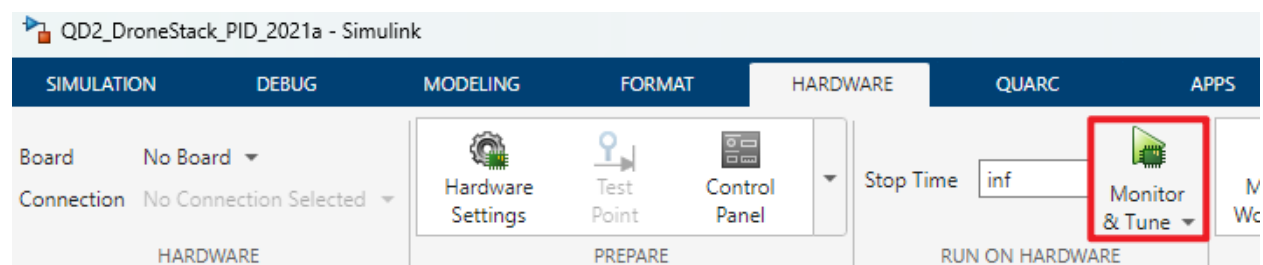 QD2_DroneStack_PID_2021a - Simulink
SIMULATION DEBUG MODELING FORMAT HARDWARE QUARC APPS
Board No Board
Connection No Connection Selected
Hardware Settings
Test Point
Control Panel
Stop Time inf
Monitor & Tune
HARDWARE PREPARE RUN ON HARDWARE